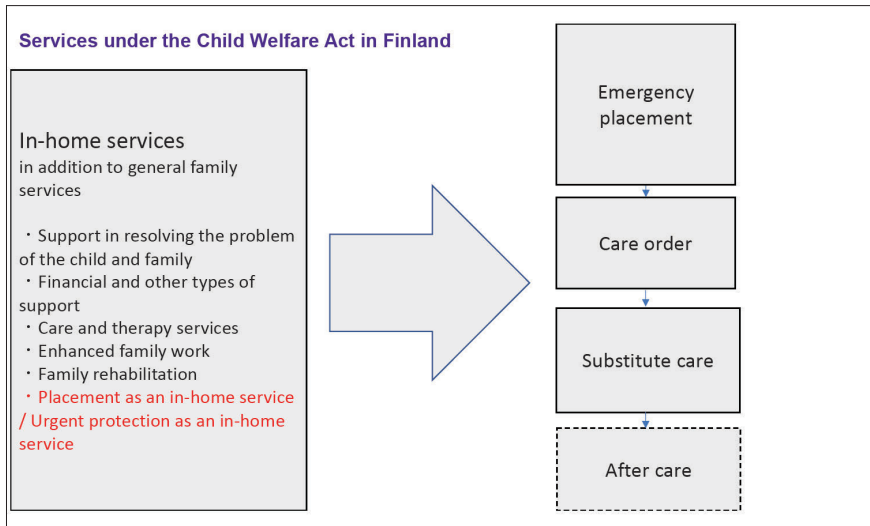 Services under the Child Welfare Act in Finland
In-home services
in addition to general family
services
・Support in resolving the problem
of the child and family
・Financial and other types of
support
・Care and therapy services
・Enhanced family work
・Family rehabilitation
・Placement as an in-home service
/ Urgent protection as an in-home
service
Emergency
placement
Care order
Substitute care
After care